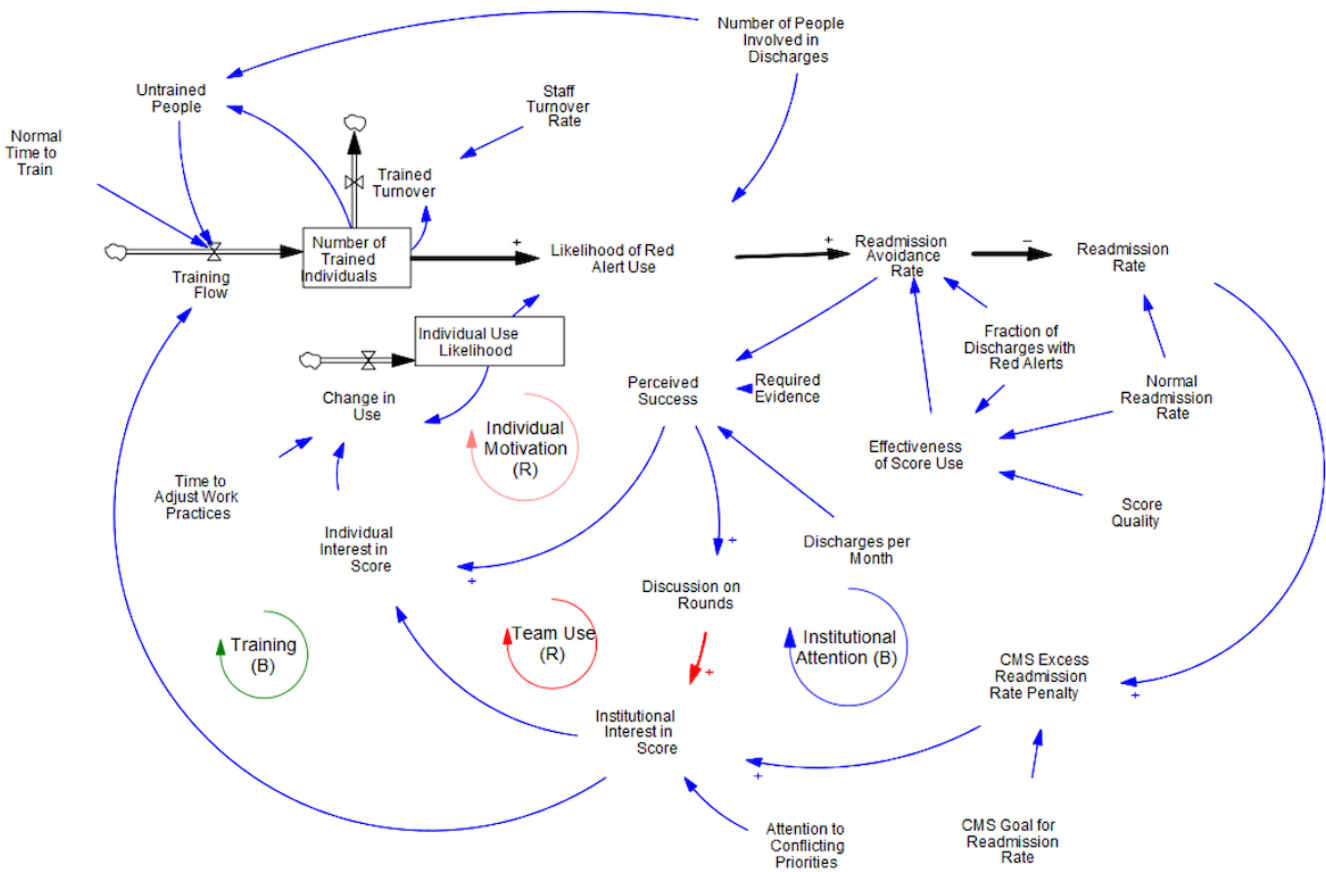 Number of People
Involved in
Discharges
Untrained
People
Staff
Turnover
Rate
Normal
Time to
Train
Trained
Turnover
Number of
Trained
Individuals
+
Likelihood of Red
Alert Use
+
Readmission
Avoidance
Rate
–
Readmission
Rate
Training
Flow
Individual Use
Likelihood
Fraction of
Discharges with
Red Alerts
Change in
Use
Perceived
Success
Required
Evidence
Normal
Readmission
Rate
Individual
Motivation
(R)
Effectiveness
of Score Use
Time to
Adjust Work
Practices
Score
Quality
Individual
Interest in
Score
+
+
Discharges per
Month
Discussion on
Rounds
Training
(B)
Team Use
(R)
Institutional
Attention (B)
+
CMS Excess
Readmission
Rate Penalty
+
Institutional
Interest in
Score
+
Attention to
Conflicting
Priorities
CMS Goal for
Readmission
Rate